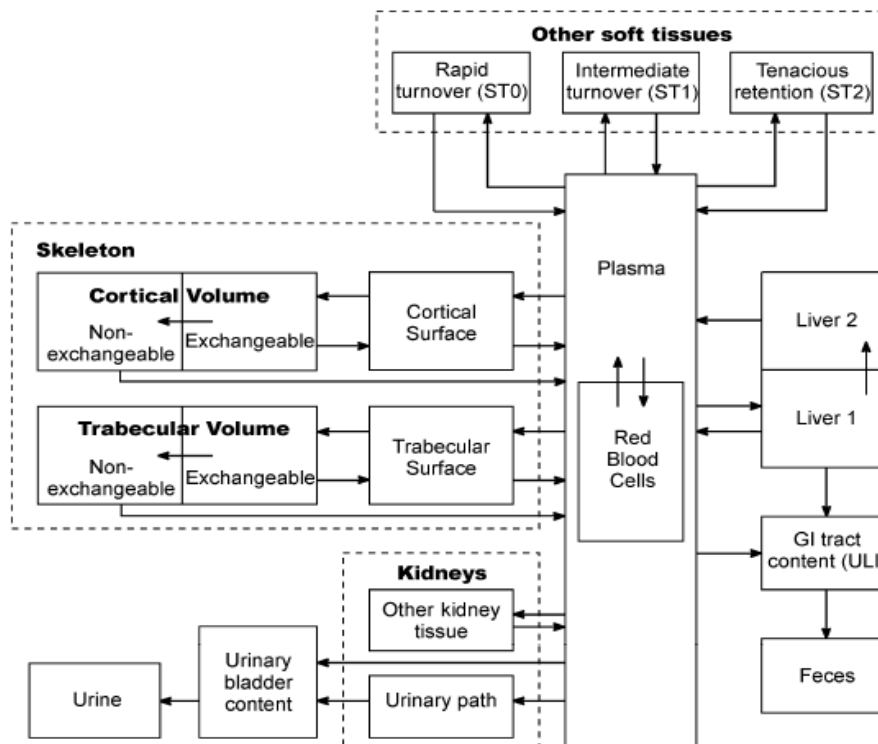 Other soft tissues
Rapid
turnover (ST0)
Intermediate
turnover (ST1)
Tenacious
retention (ST2)
Skeleton
Cortical Volume
Non-
exchangeable
Exchangeable
Cortical
Surface
Plasma
Liver 2
Liver 1
Trabecular Volume
Non-
exchangeable
Exchangeable
Trabecular
Surface
Red
Blood
Cells
GI tract
content (ULI
Kidneys
Other kidney
tissue
Urinary
bladder
content
Urine
Urinary path
Feces